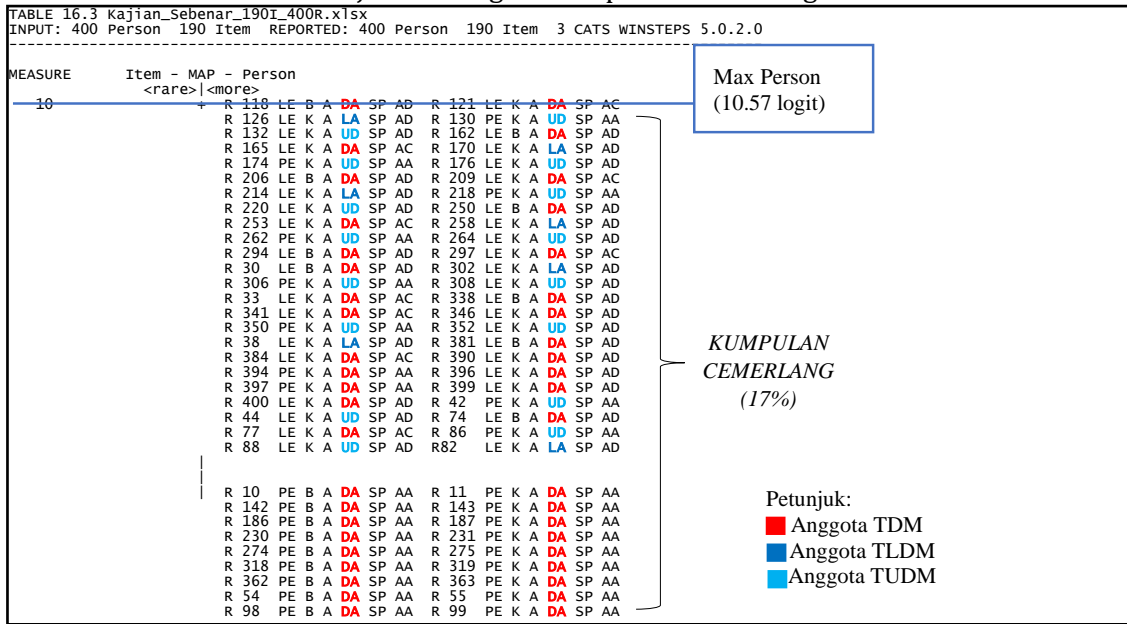 TABLE 16.3 Kajian_Sebenar_190I_400R.xlsx
INPUT: 400 Person 190 Item REPORTED: 400 Person 190 Item 3 CATS WINSTEPS 5.0.2.0
MEASURE Item - MAP - Person
<rare>|<more>
10 + R 118 LE B A DA SP AD R 121 LE K A DA SP AC
R 126 LE K A LA SP AD R 130 PE K A UD SP AA
R 132 LE K A UD SP AD R 162 LE B A DA SP AD
R 165 LE K A DA SP AC R 170 LE K A LA SP AD
R 174 PE K A UD SP AA R 176 LE K A UD SP AD
R 206 LE B A DA SP AD R 209 LE K A DA SP AC
R 214 LE K A LA SP AD R 218 PE K A UD SP AA
R 220 LE K A UD SP AD R 250 LE B A DA SP AD
R 253 LE K A DA SP AC R 258 LE K A LA SP AD
R 262 PE K A UD SP AA R 264 LE K A UD SP AD
R 294 LE B A DA SP AD R 297 LE K A DA SP AC
R 30 LE B A DA SP AD R 302 LE K A LA SP AD
R 306 PE K A UD SP AA R 308 LE K A UD SP AD
R 33 LE K A DA SP AC R 338 LE B A DA SP AD
R 341 LE K A DA SP AC R 346 LE K A DA SP AD
R 350 PE K A UD SP AA R 352 LE K A UD SP AD
R 38 LE K A LA SP AD R 381 LE B A DA SP AD
R 384 LE K A DA SP AC R 390 LE K A DA SP AD
R 394 PE K A DA SP AA R 396 LE K A DA SP AD
R 397 PE K A DA SP AA R 399 LE K A DA SP AD
R 400 LE K A DA SP AD R 42 PE K A UD SP AA
R 44 LE K A UD SP AD R 74 LE B A DA SP AD
R 77 LE K A DA SP AC R 86 PE K A UD SP AA
R 88 LE K A UD SP AD R82 LE K A LA SP AD
|
|
| R 10 PE B A DA SP AA R 11 PE K A DA SP AA
R 142 PE B A DA SP AA R 143 PE K A DA SP AA
R 186 PE B A DA SP AA R 187 PE K A DA SP AA
R 230 PE B A DA SP AA R 231 PE K A DA SP AA
R 274 PE B A DA SP AA R 275 PE K A DA SP AA
R 318 PE B A DA SP AA R 319 PE K A DA SP AA
R 362 PE B A DA SP AA R 363 PE K A DA SP AA
R 54 PE B A DA SP AA R 55 PE K A DA SP AA
R 98 PE B A DA SP AA R 99 PE K A DA SP AA
Max Person
(10.57 logit)
KUMPULAN
CEMERLANG
(17%)
Petunjuk:
Anggota TDM
Anggota TLDM
Anggota TUDM